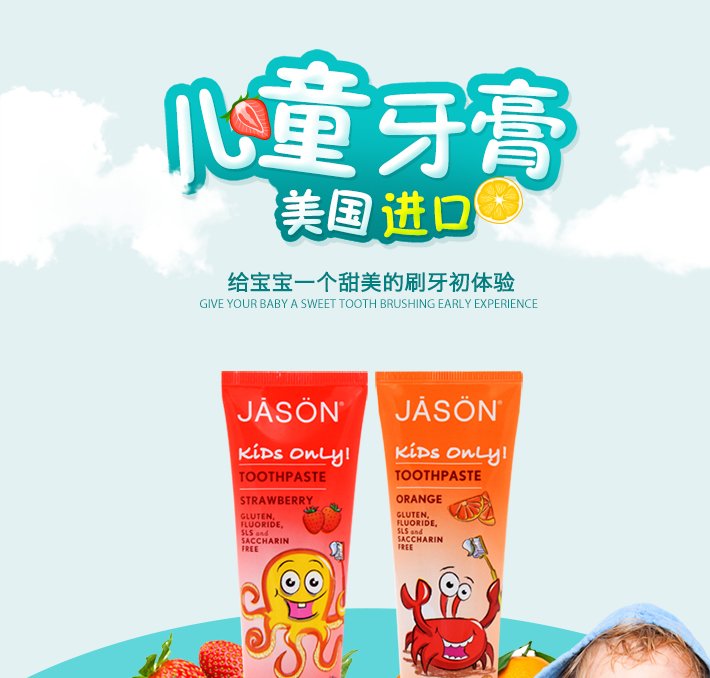 儿童牙膏
美国进口
给宝宝一个甜美的刷牙初体验
GIVE YOUR BABY A SWEET TOOTH BRUSHING EARLY EXPERIENCE
JĀSÖN®
KiDs OnLy!
TOOTHPASTE
STRAWBERRY
GLUTEN,
FLUORIDE,
SLS and
SACCHARIN
FREE
JĀSÖN®
KiDs OnLy!
TOOTHPASTE
ORANGE
GLUTEN,
FLUORIDE,
SLS and
SACCHARIN
FREE